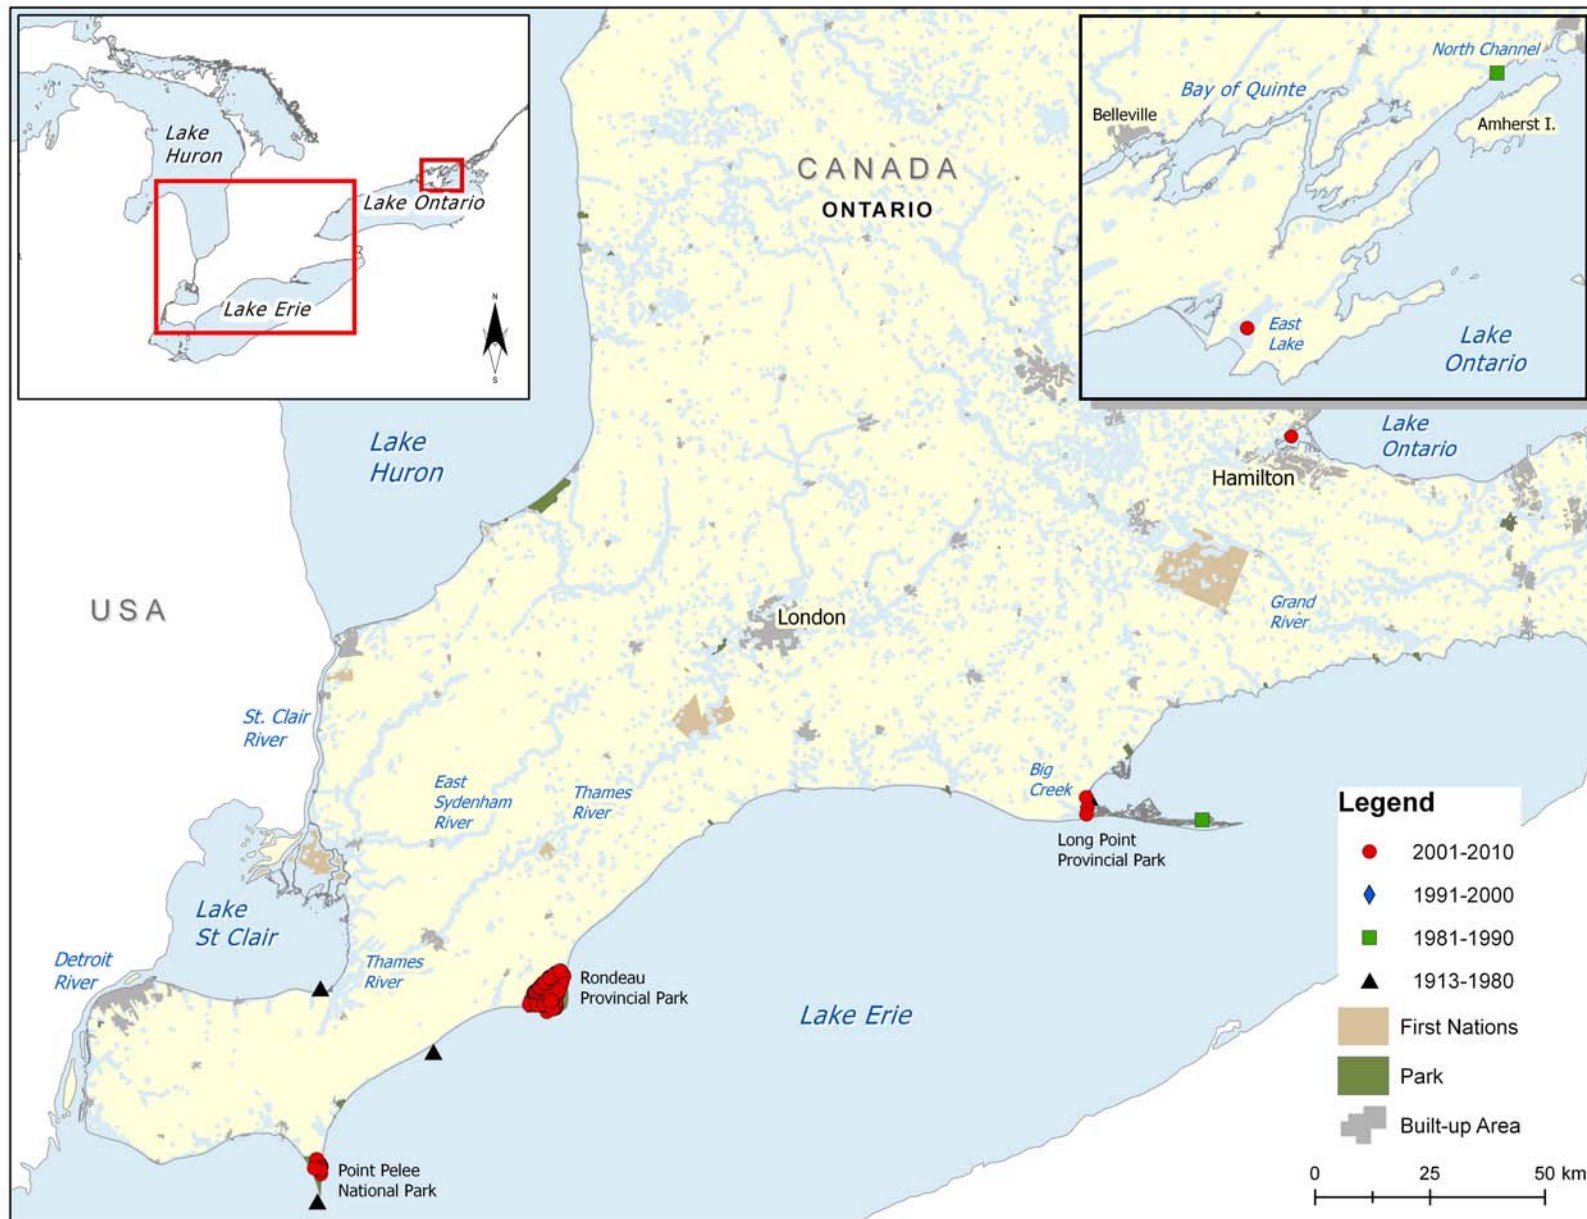 Lake
Huron
Lake Ontario
Lake Erie
N
S
North Channel
Bay of Quinte
Belleville
Amherst I.
East
Lake
Lake
Ontario
CANADA
ONTARIO
Lake
Huron
Lake
Ontario
Hamilton
USA
London
Grand
River
St. Clair
River
East
Sydenham
River
Thames
River
Big
Creek
Long Point
Provincial Park
Lake
St Clair
Detroit
River
Thames
River
Rondeau
Provincial Park
Lake Erie
Point Pelee
National Park
Legend
2001-2010
1991-2000
1981-1990
1913-1980
First Nations
Park
Built-up Area
0 25 50 km